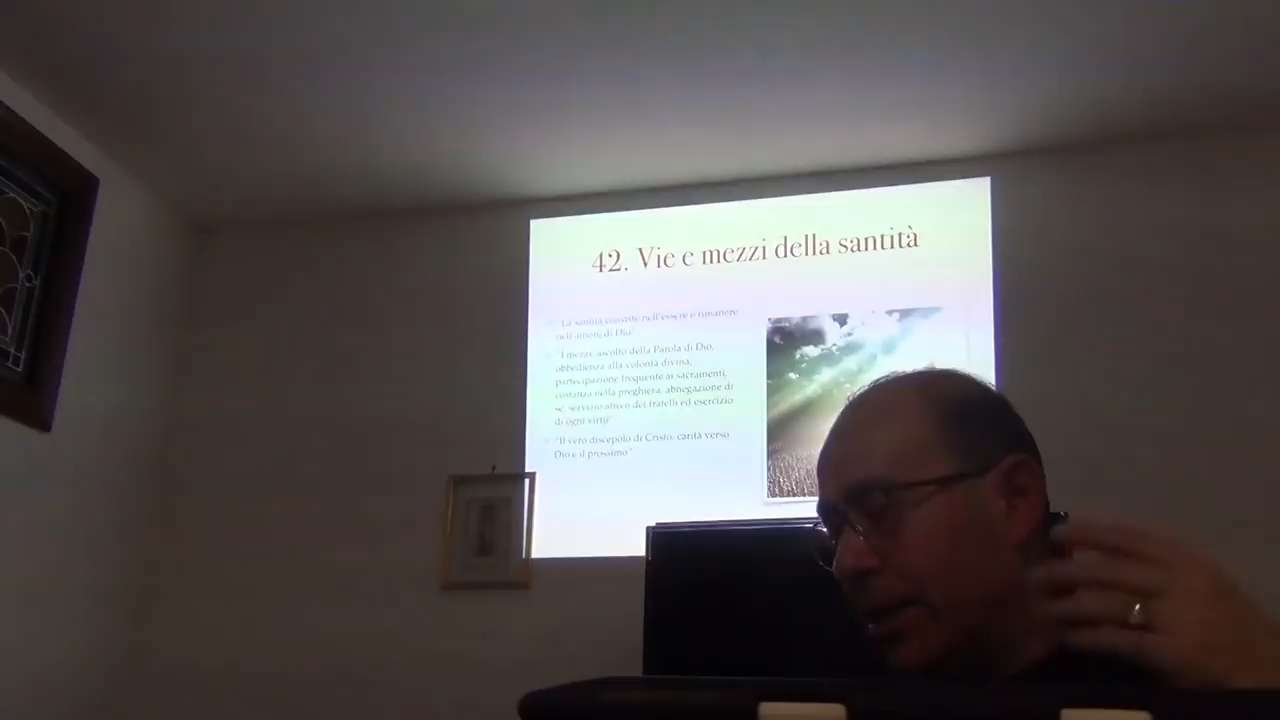 42. Vie e mezzi della santità
"La santità consiste nell'essere e rimanere
nell'amore di Dio"
"I mezzi: ascolto della Parola di Dio,
obbedienza alla volontà divina,
partecipazione frequente ai sacramenti,
costanza nella preghiera, abnegazione di
sé, servizio attivo dei fratelli ed esercizio
di ogni virtù"
"Il vero discepolo di Cristo: carità verso
Dio e il prossimo"